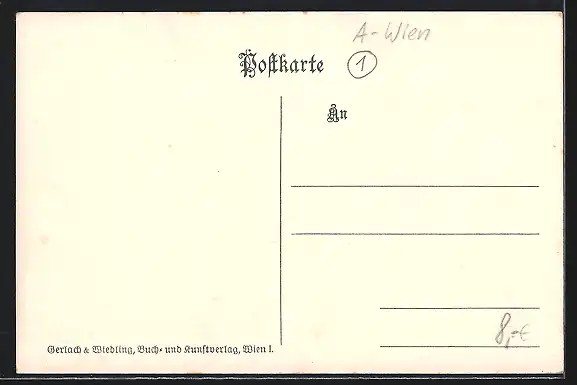 A-Wien
Postkarte 1
An
8,-€
Gerlach & Wiedling, Buch- und Kunstverlag, Wien I.